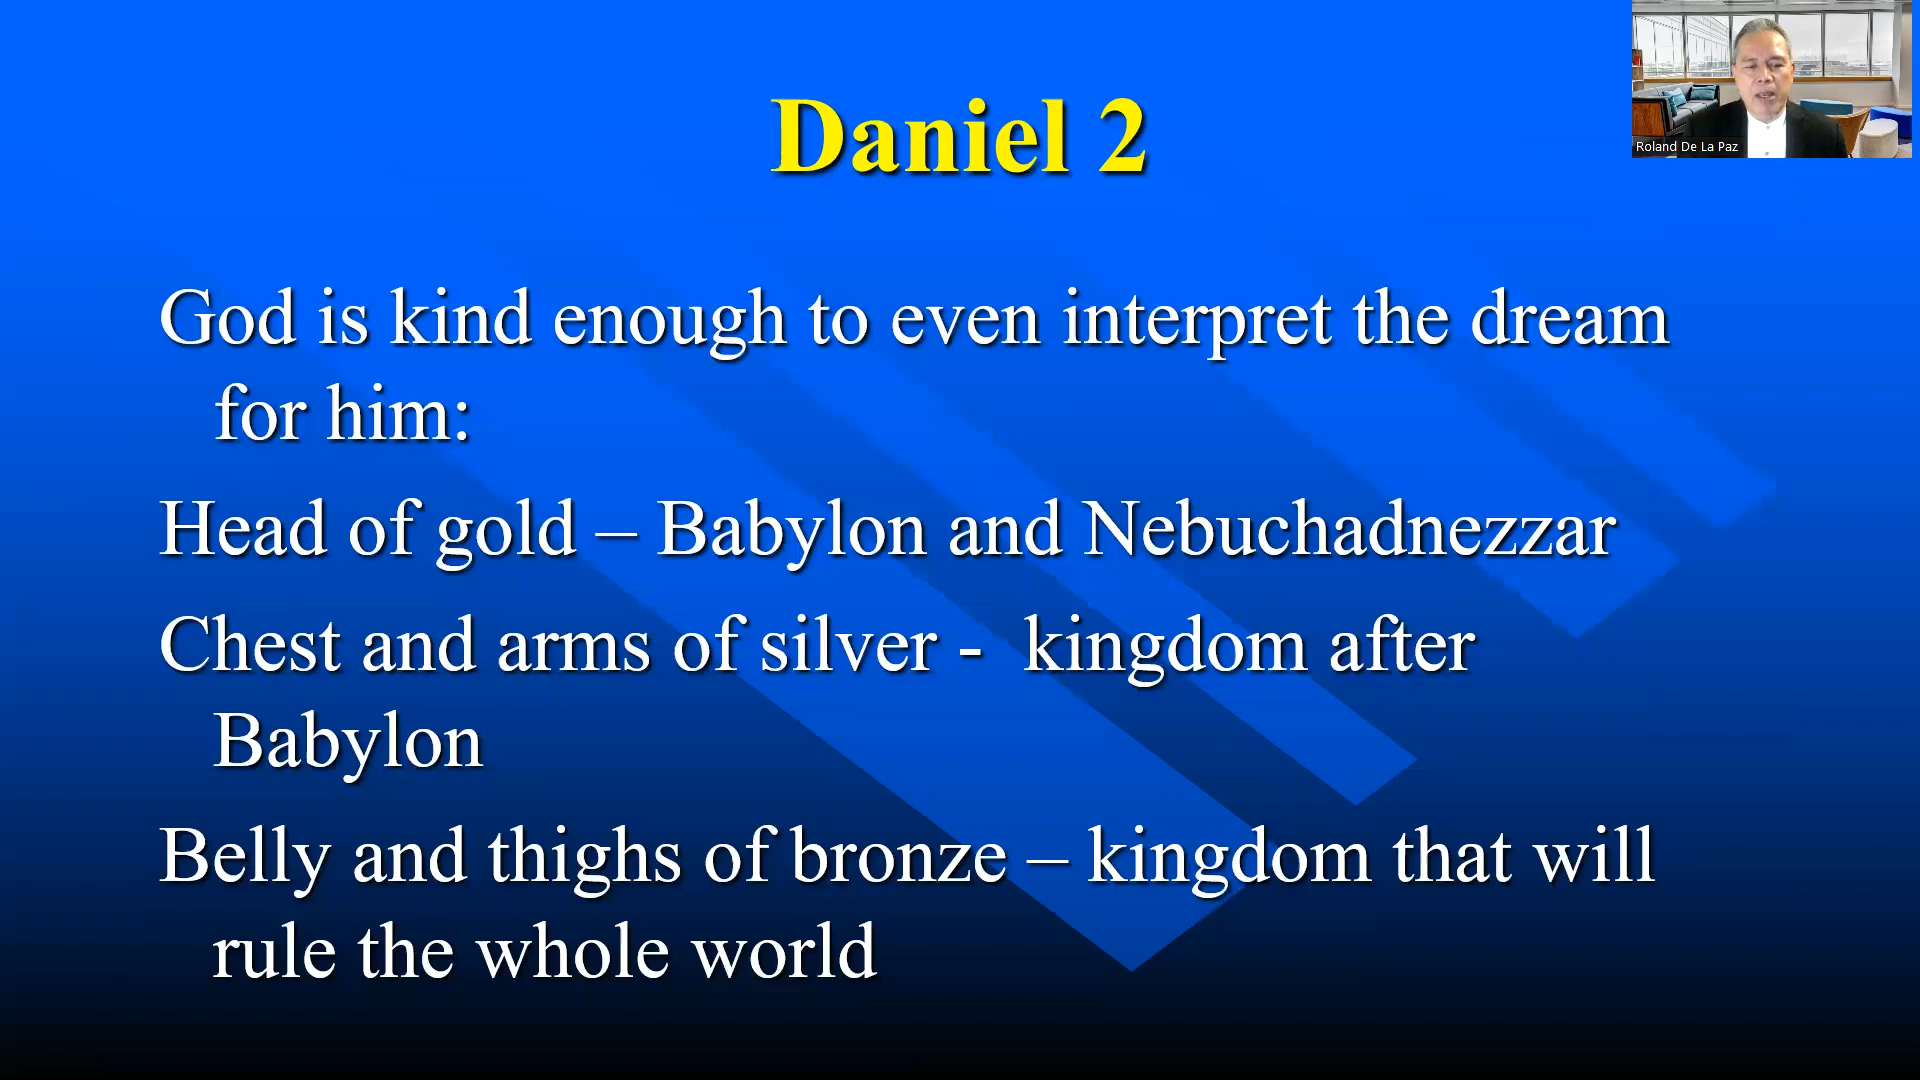 Daniel 2
Roland De La Paz
God is kind enough to even interpret the dream
for him:
Head of gold – Babylon and Nebuchadnezzar
Chest and arms of silver -  kingdom after
Babylon
Belly and thighs of bronze – kingdom that will
rule the whole world